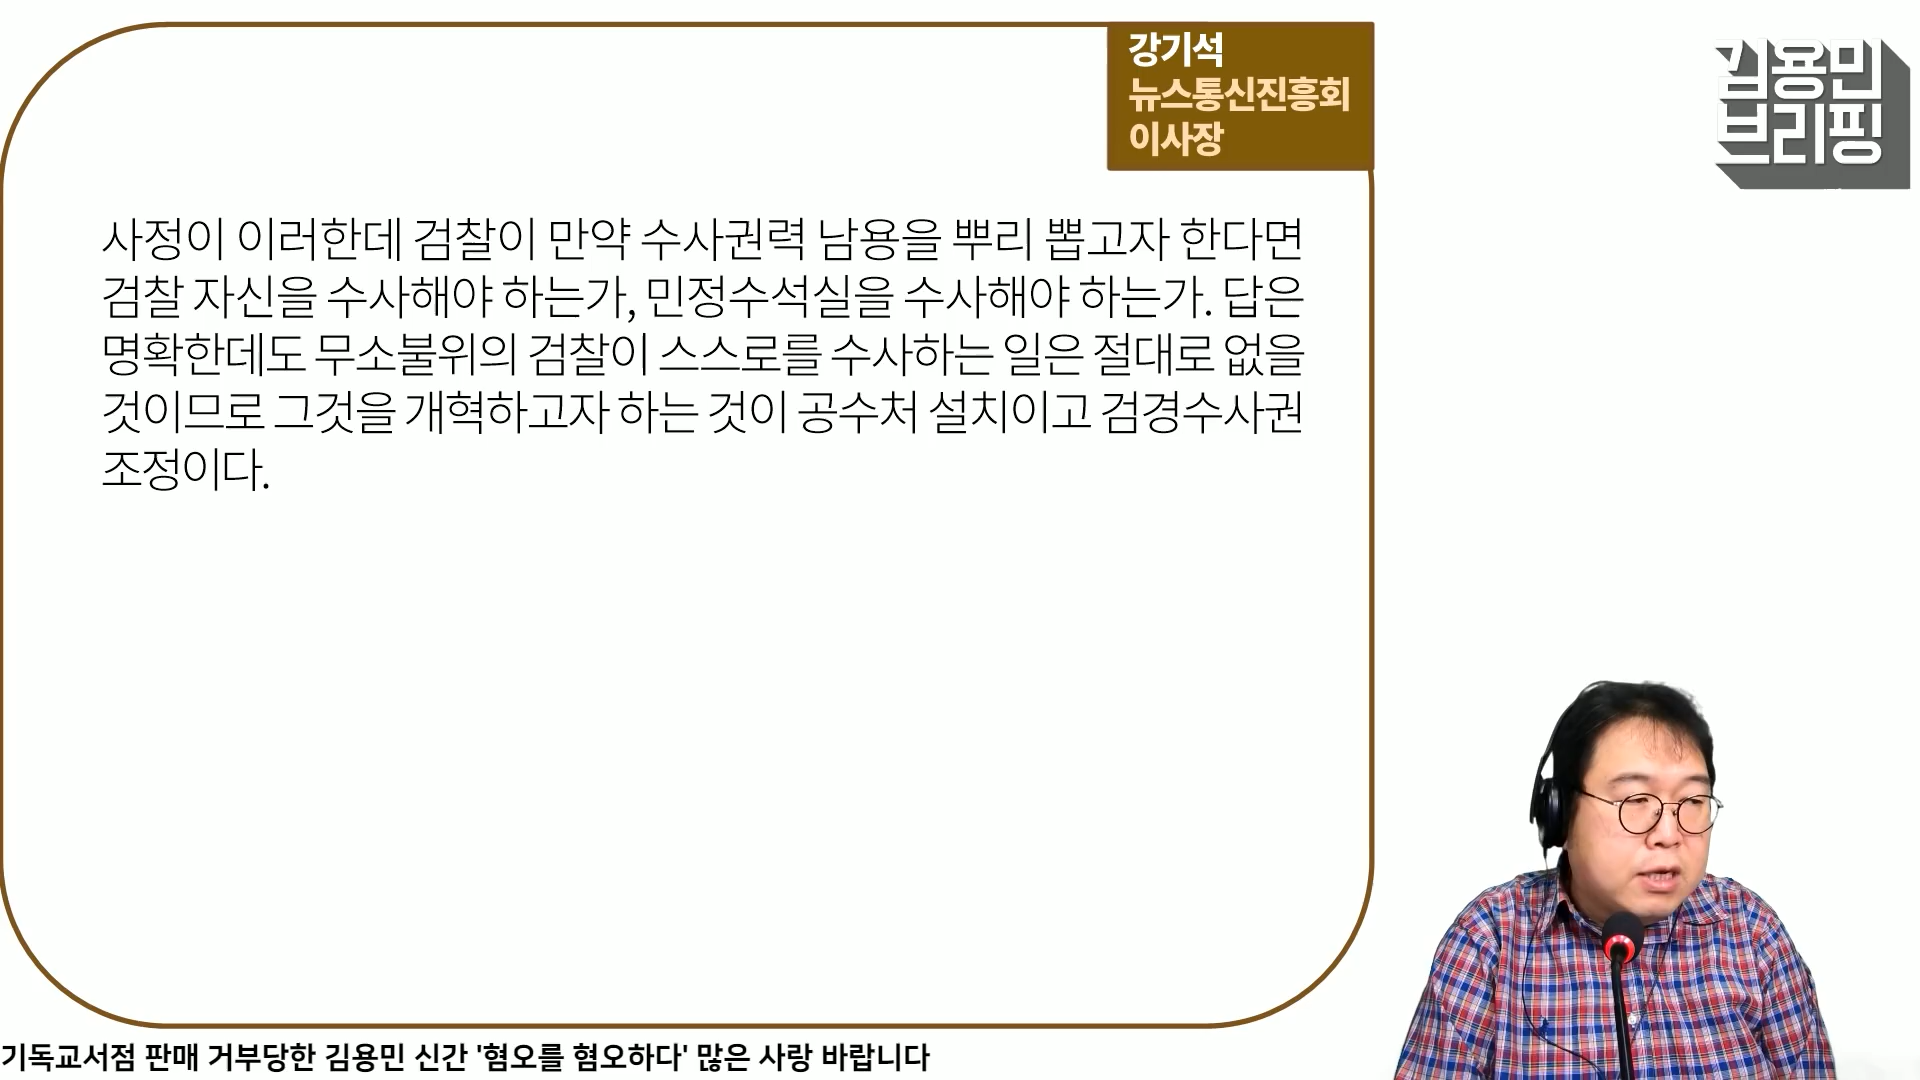 강기석
뉴스통신진흥회
이사장
김용민
브리핑
사정이 이러한데 검찰이 만약 수사권력 남용을 뿌리 뽑고자 한다면
검찰 자신을 수사해야 하는가, 민정수석실을 수사해야 하는가. 답은
명확한데도 무소불위의 검찰이 스스로를 수사하는 일은 절대로 없을
것이므로 그것을 개혁하고자 하는 것이 공수처 설치이고 검경수사권
조정이다.
기독교서점 판매 거부당한 김용민 신간 '혐오를 혐오하다' 많은 사랑 바랍니다